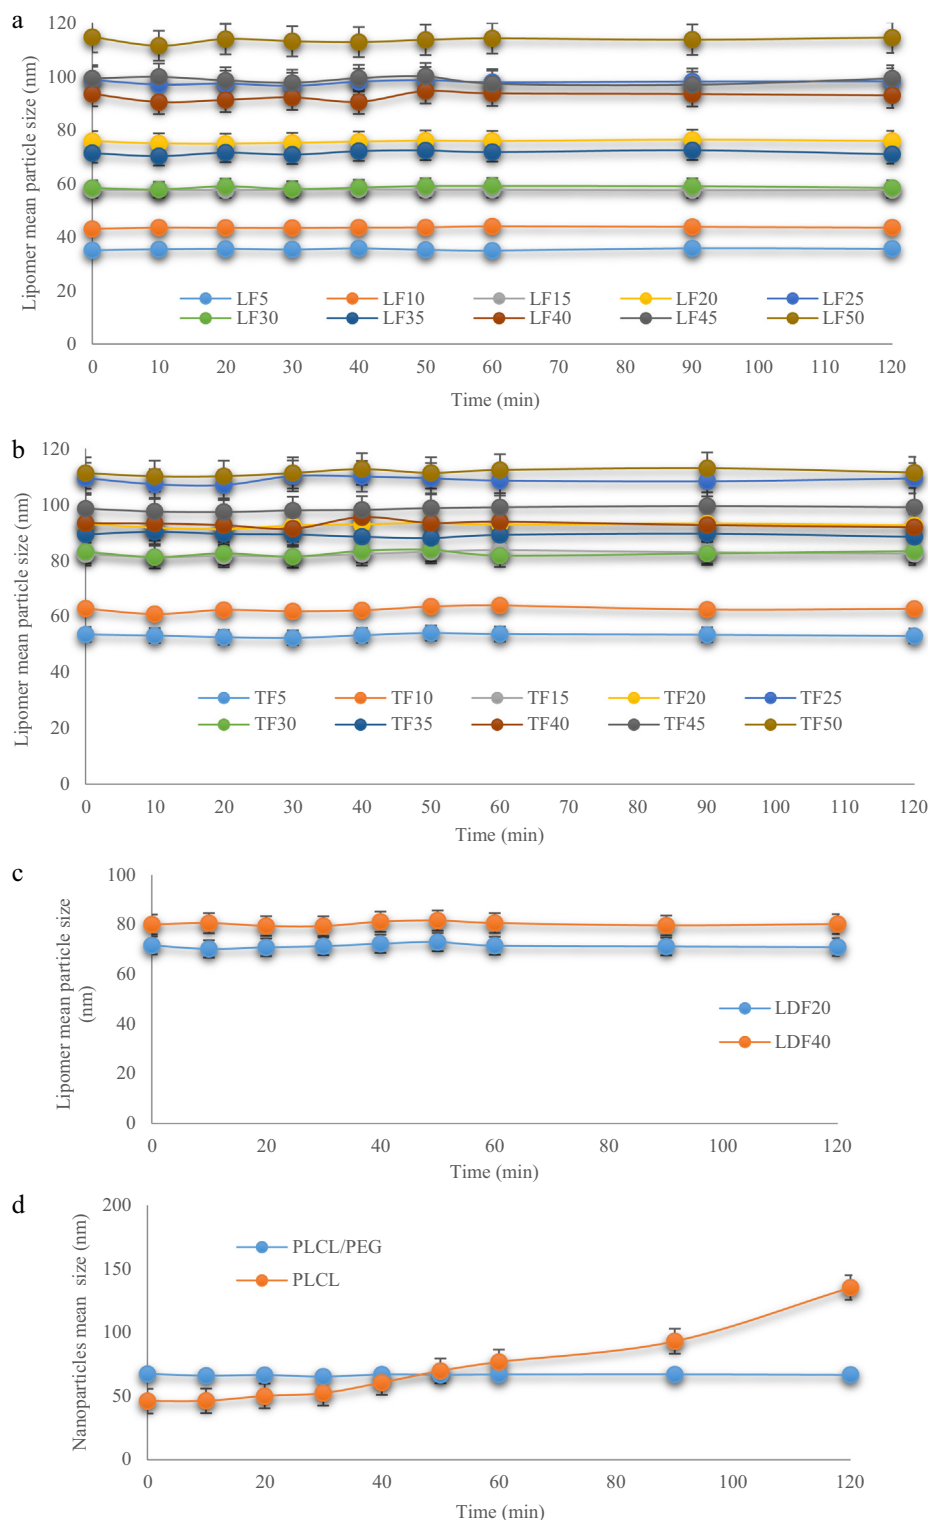 a
Lipomer mean particle size (nm)
120
100
80
60
40
20
0
LF5 LF10 LF15 LF20 LF25
LF30 LF35 LF40 LF45 LF50
0 10 20 30 40 50 60 70 80 90 100 110 120
Time (min)
b
Lipomer mean particle size (nm)
120
100
80
60
40
20
0
TF5 TF10 TF15 TF20 TF25
TF30 TF35 TF40 TF45 TF50
0 10 20 30 40 50 60 70 80 90 100 110 120
Time (min)
c
Lipomer mean particle size
(nm)
100
80
60
40
20
0
LDF20
LDF40
0 20 40 60 80 100 120
Time (min)
d
Nanoparticles mean size (nm)
200
150
100
50
0
PLCL/PEG
PLCL
0 20 40 60 80 100 120
Time (min)